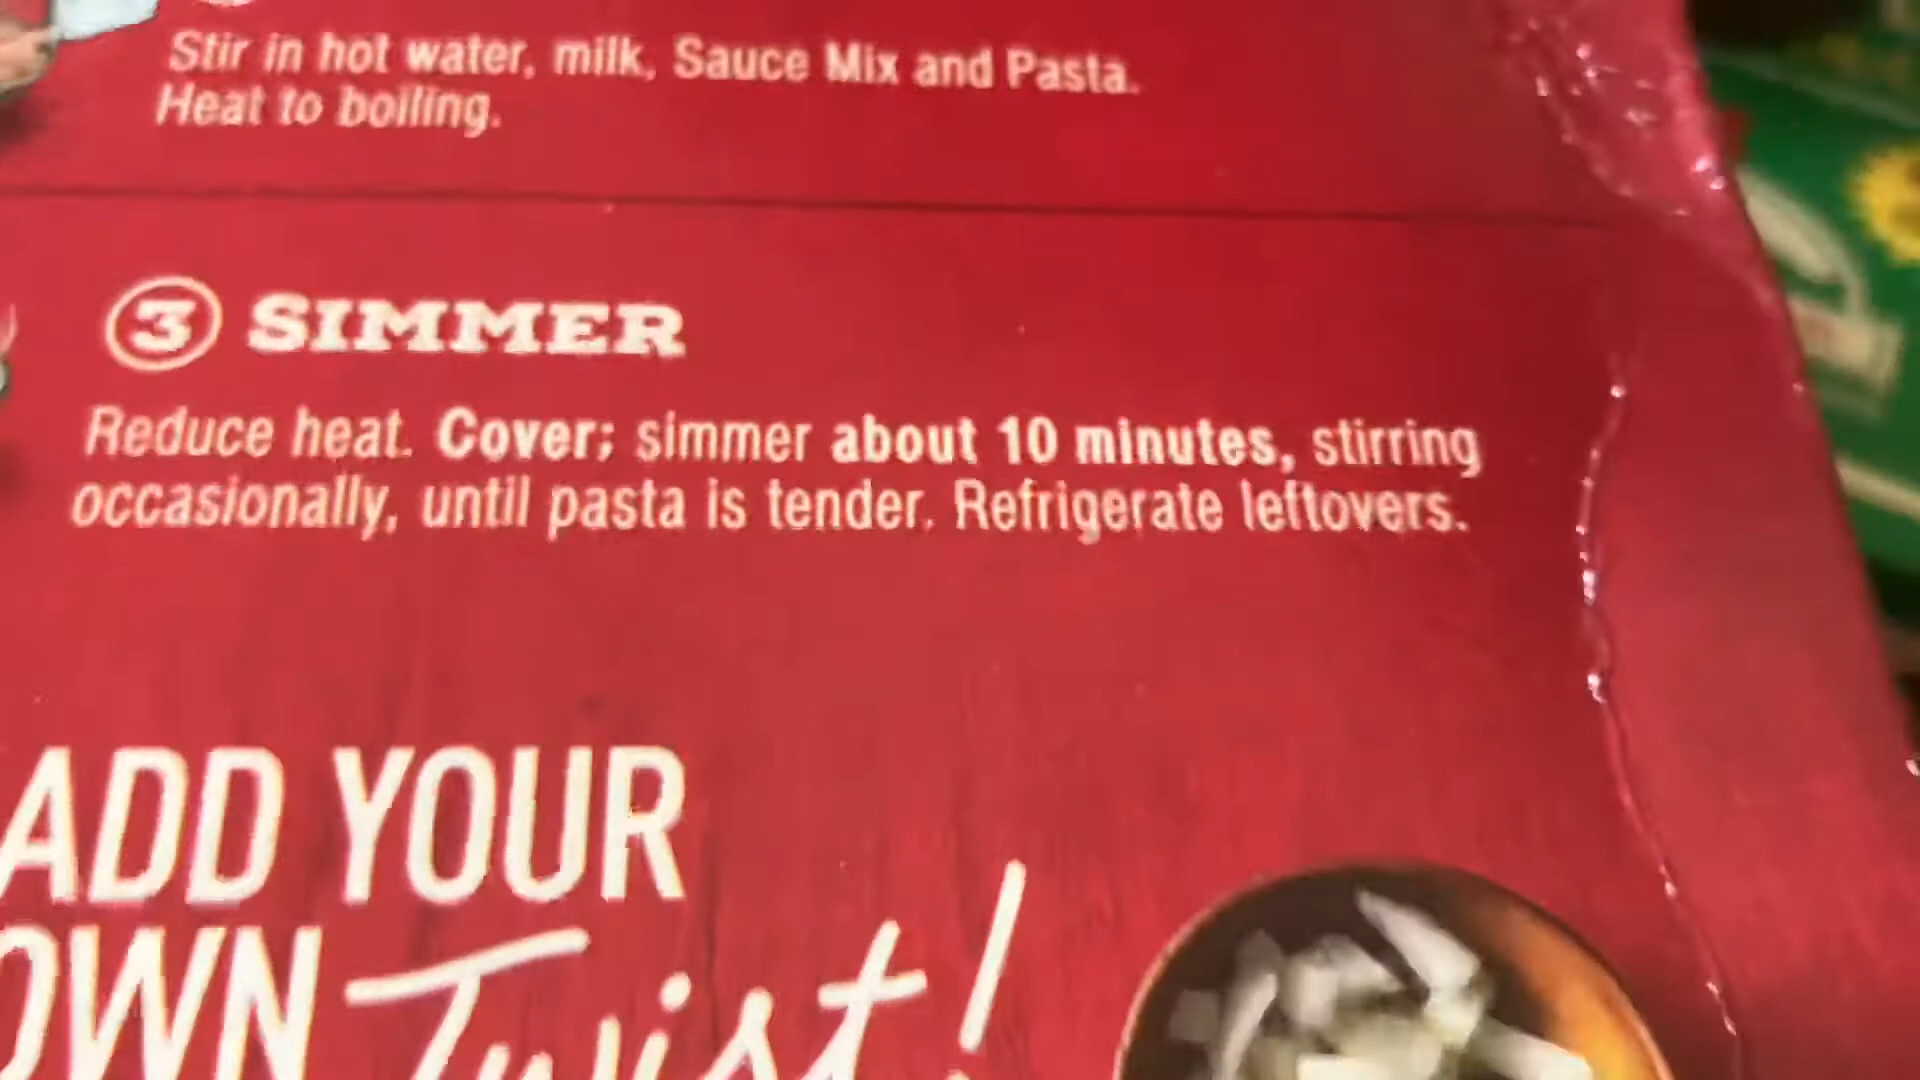 Stir in hot water, milk, Sauce Mix and Pasta.
Heat to boiling.
3 SIMMER
Reduce heat. Cover; simmer about 10 minutes, stirring
occasionally, until pasta is tender. Refrigerate leftovers.
ADD YOUR
OWN Twist!